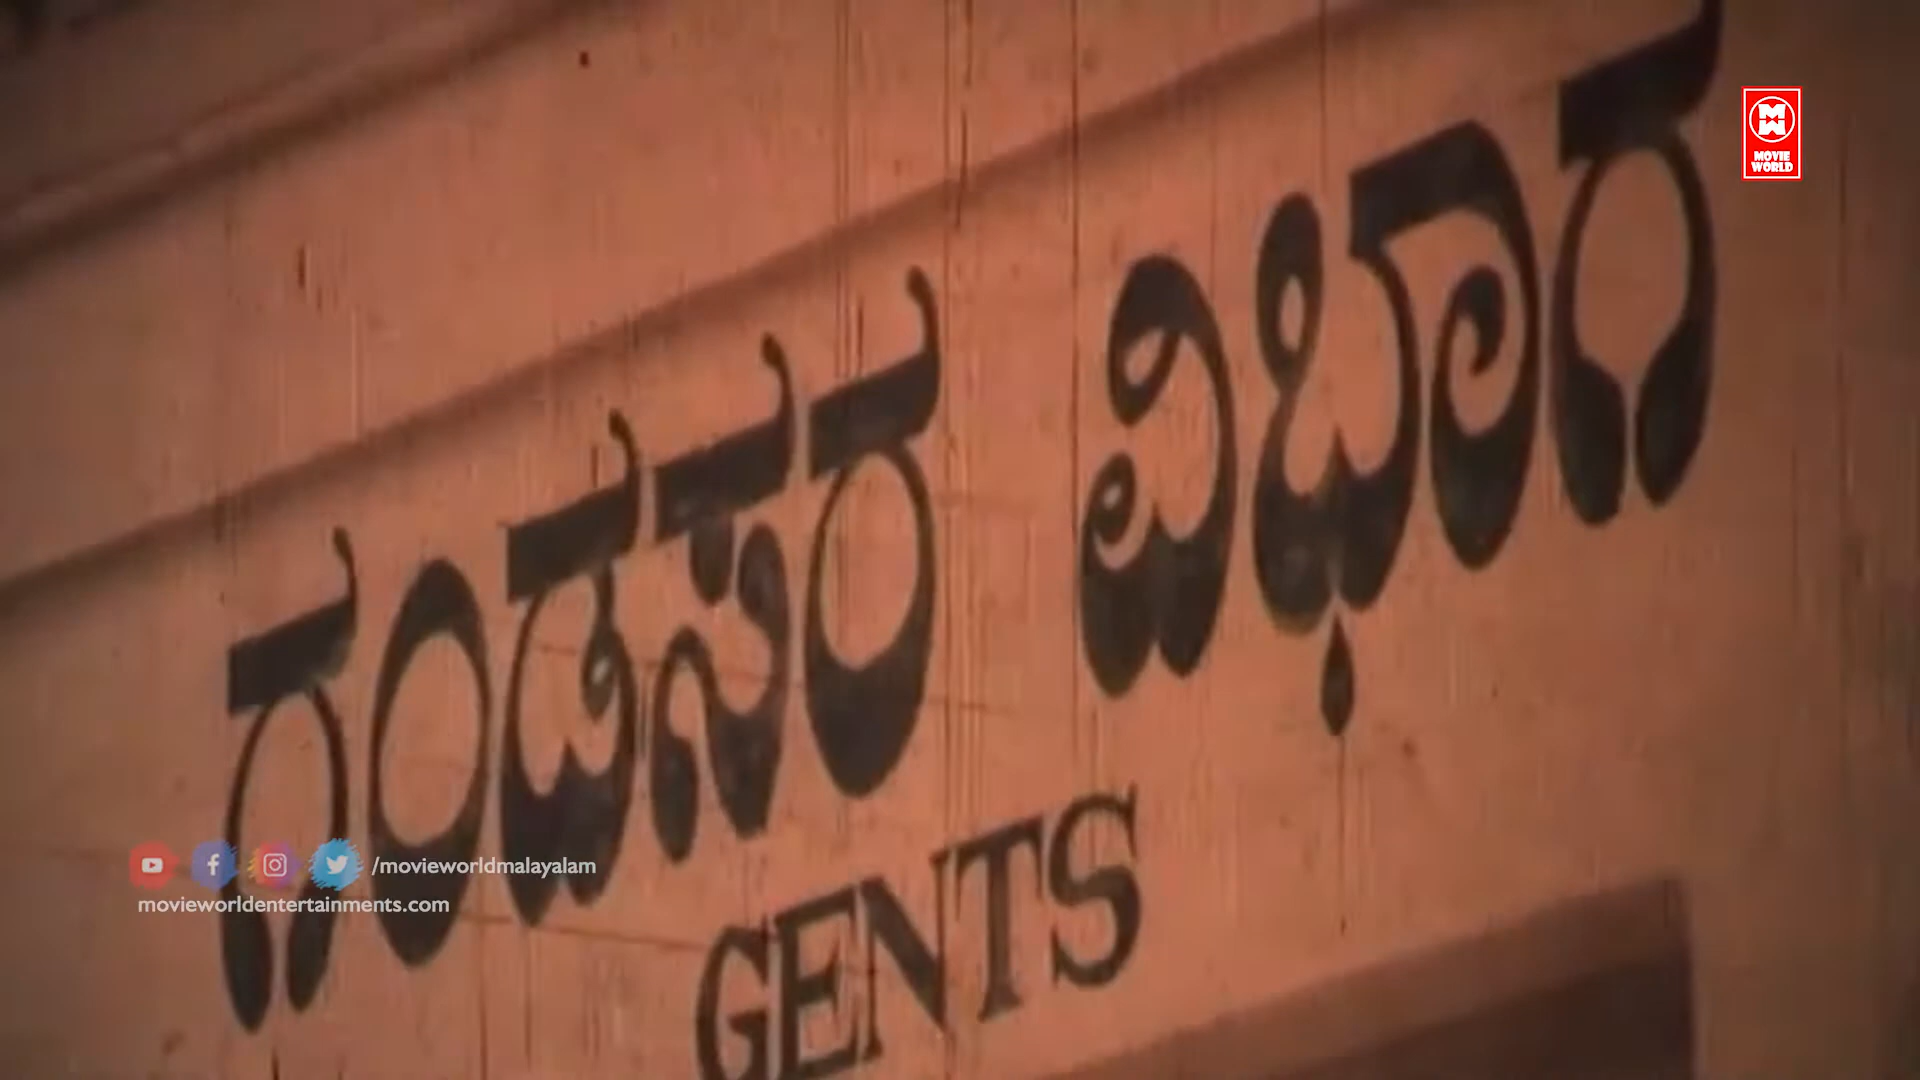 ಗಂಡಸರ ವಿಭಾಗ
GENTS
MOVIE
WORLD
/movieworldmalayalam
movieworldentertainments.com